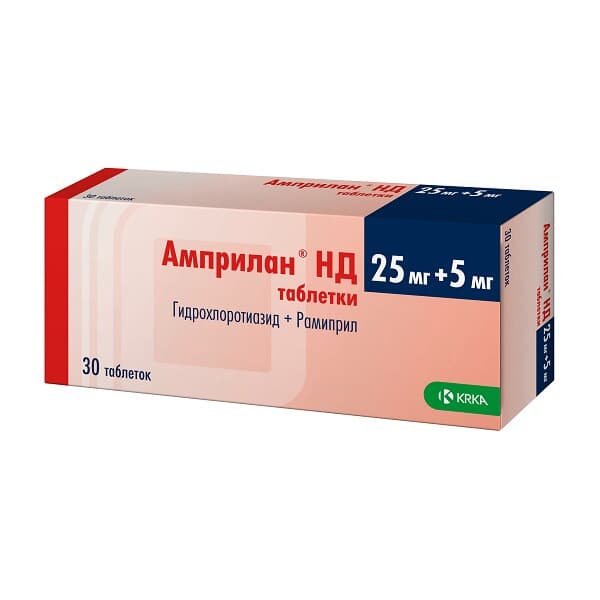 Амприлан® НД
таблетки
25 мг + 5 мг
30 таблеток
Амприлан® НД
таблетки
25 мг + 5 мг
Гидрохлоротиазид + Рамиприл
30 таблеток
KRKA
30 таблеток
Амприлан® НД
таблетки
25 мг + 5 мг